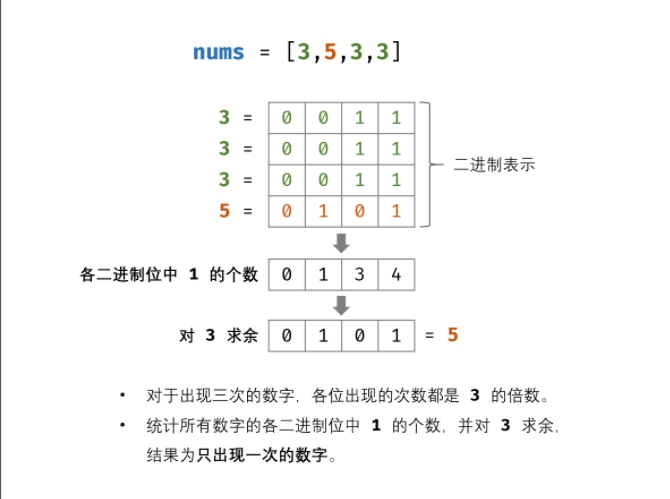 nums = [3,5,3,3]
3 = 0 0 1 1
3 = 0 0 1 1
3 = 0 0 1 1
二进制表示
5 = 0 1 0 1
各二进制位中 1 的个数 0 1 3 4
对 3 求余 0 1 0 1 = 5
• 对于出现三次的数字，各位出现的次数都是 3 的倍数。
• 统计所有数字的各二进制位中 1 的个数，并对 3 求余，
结果为只出现一次的数字。